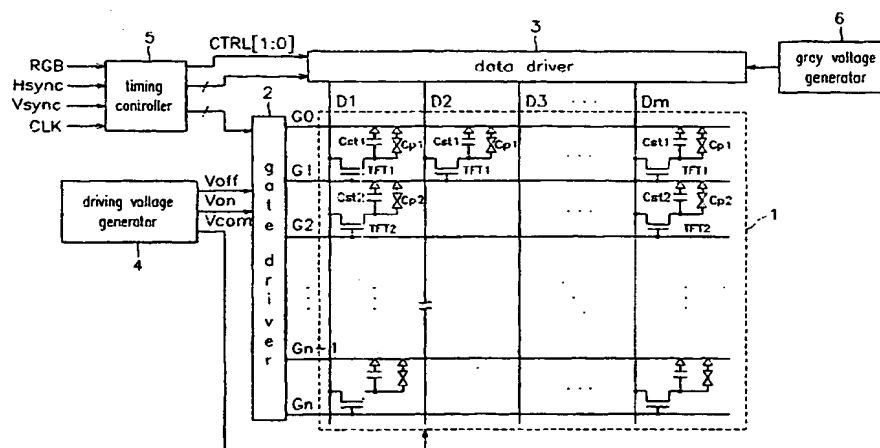 6
5
3
CTRL[1:0]
RGB
Hsync
Vsync
CLK
timing
controller
data driver
grey voltage
generator
2
D1 D2 D3 ··· Dm
G0
Cst1 Cp1 Cst1 Cp1 Cst1 Cp1
G1
TFT1 TFT1 TFT1
Cst2 Cp2 Cst2 Cp2
G2
TFT2 TFT2
1
Voff
Von
Vcom
driving voltage
generator
4
gate driver
Gn-1
Gn